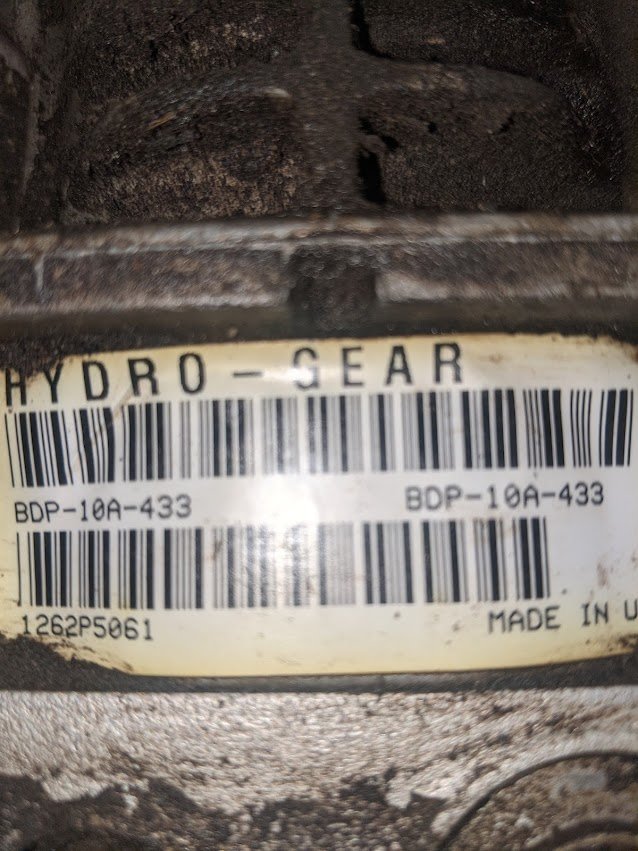 HYDRO-GEAR
BDP-10A-433 BDP-10A-433
1262P5061 MADE IN U